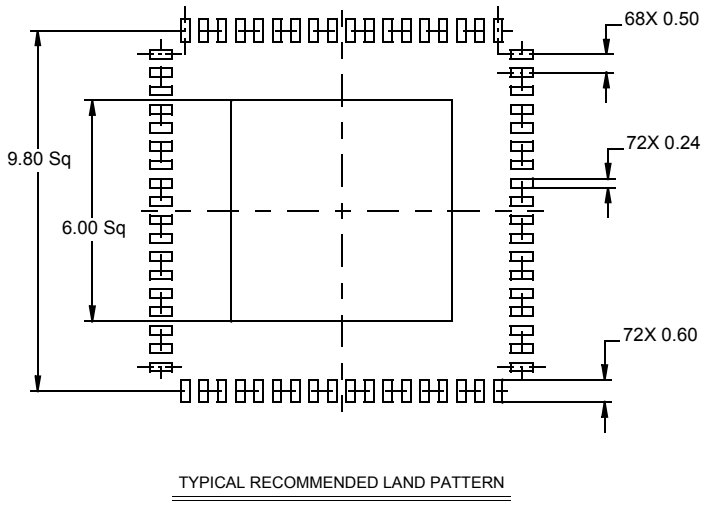 68X 0.50
72X 0.24
9.80 Sq
6.00 Sq
72X 0.60
TYPICAL RECOMMENDED LAND PATTERN